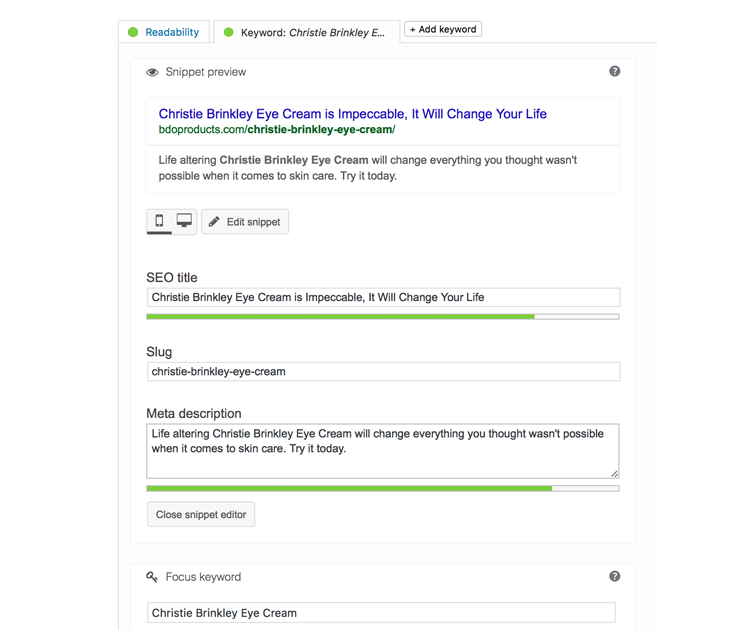 Readability
Keyword: Christie Brinkley E...
+ Add keyword
Snippet preview
?
Christie Brinkley Eye Cream is Impeccable, It Will Change Your Life
bdoproducts.com/christie-brinkley-eye-cream/
Life altering Christie Brinkley Eye Cream will change everything you thought wasn't
possible when it comes to skin care. Try it today.
Edit snippet
SEO title
Christie Brinkley Eye Cream is Impeccable, It Will Change Your Life
Slug
christie-brinkley-eye-cream
Meta description
Life altering Christie Brinkley Eye Cream will change everything you thought wasn't possible
when it comes to skin care. Try it today.
Close snippet editor
Focus keyword
?
Christie Brinkley Eye Cream